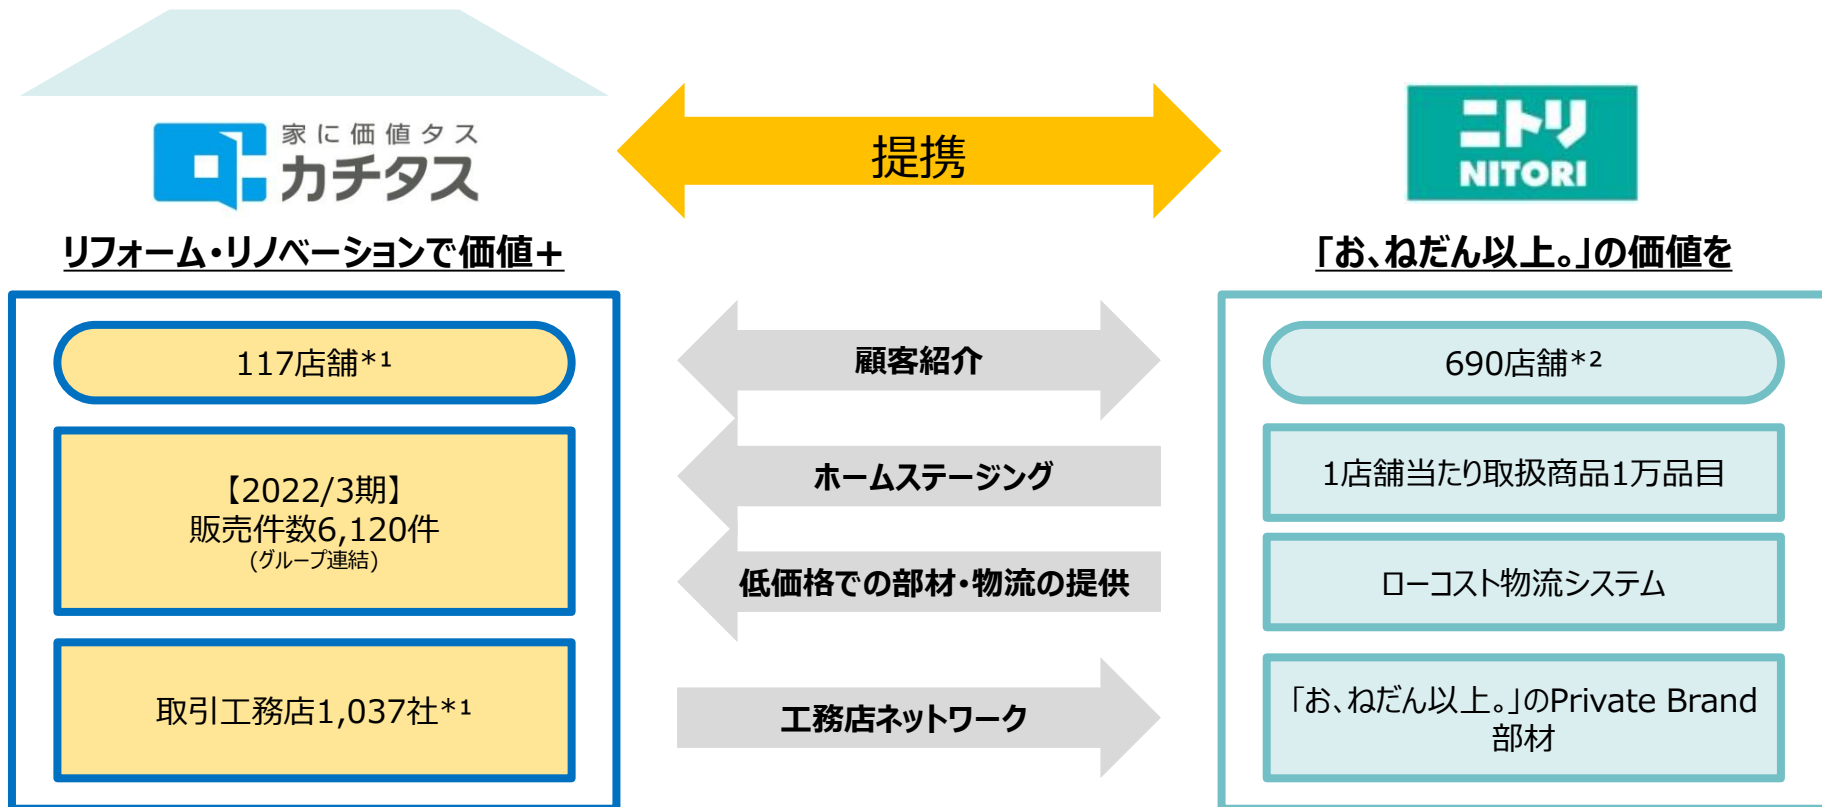 家に価値タス
カチタス
提携
ニトリ
NITORI
リフォーム・リノベーションで価値+
「お、ねだん以上。」の価値を
117店舗*1
顧客紹介
690店舗*2
【2022/3期】
販売件数6,120件
(グループ連結)
ホームステージング
1店舗当たり取扱商品1万品目
低価格での部材・物流の提供
ローコスト物流システム
取引工務店1,037社*1
工務店ネットワーク
「お、ねだん以上。」のPrivate Brand
部材